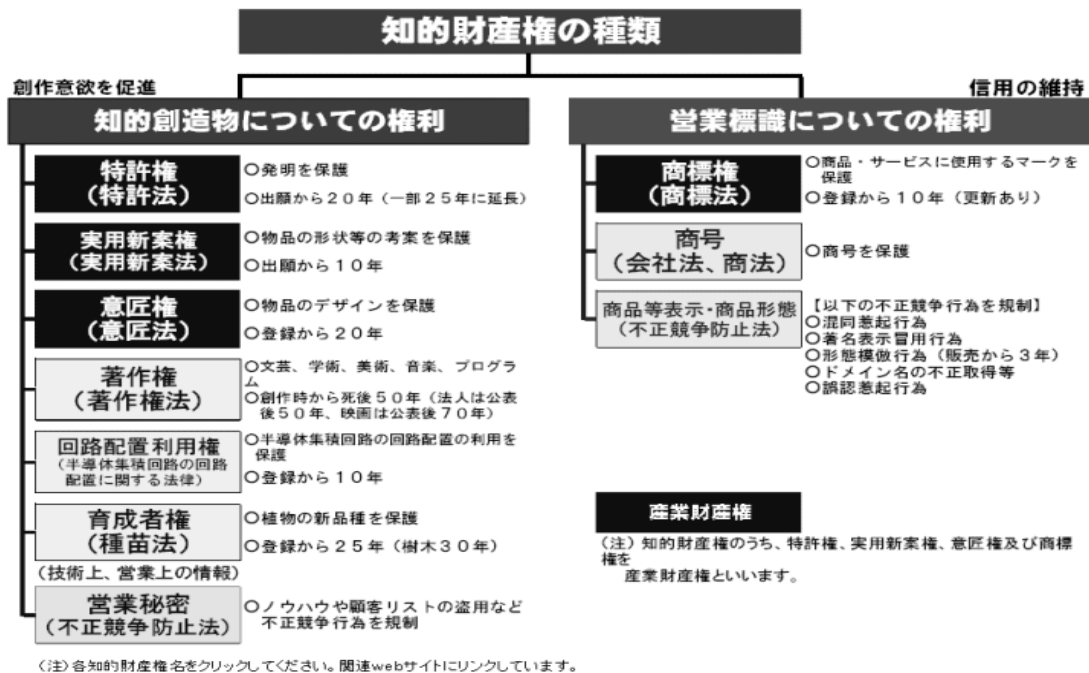 知的財産権の種類
創作意欲を促進
信用の維持
知的創造物についての権利
特許権
(特許法)
○発明を保護
○出願から20年(一部25年に延長)
実用新案権
(実用新案法)
○物品の形状等の考案を保護
○出願から10年
意匠権
(意匠法)
○物品のデザインを保護
○登録から20年
著作権
(著作権法)
○文芸、学術、美術、音楽、プログラ
ム
○創作時から死後50年(法人は公表
後50年、映画は公表後70年)
回路配置利用権
(半導体集積回路の回路
配置に関する法律)
○半導体集積回路の回路配置の利用を
保護
○登録から10年
育成者権
(種苗法)
○植物の新品種を保護
○登録から25年(樹木30年)
(技術上、営業上の情報)
営業秘密
(不正競争防止法)
○ノウハウや顧客リストの盗用など
不正競争行為を規制
営業標識についての権利
商標権
(商標法)
○商品・サービスに使用するマークを
保護
○登録から10年(更新あり)
商号
(会社法、商法)
○商号を保護
商品等表示・商品形態
(不正競争防止法)
【以下の不正競争行為を規制】
○混同惹起行為
○著名表示冒用行為
○形態模倣行為(販売から3年)
○ドメイン名の不正取得等
○誤認惹起行為
産業財産権
(注)知的財産権のうち、特許権、実用新案権、意匠権及び商標
権を
産業財産権といいます。
(注)各知的財産権名をクリックしてください。関連webサイトにリンクしています。